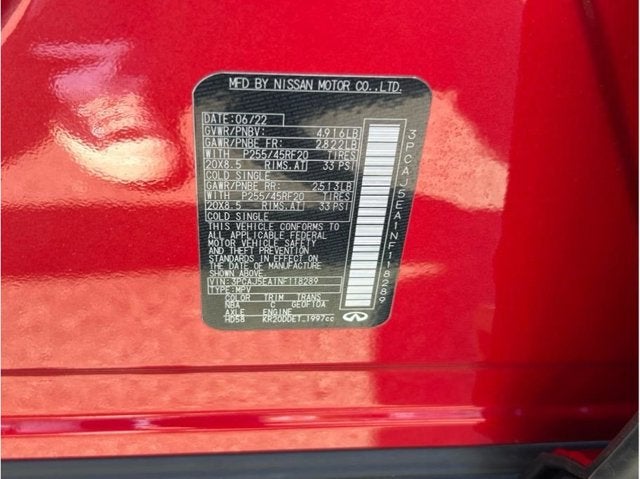 MFD BY NISSAN MOTOR CO.,LTD.
DATE: 06/22
GVWR/PNBV: 4916LB
GAWR/PNBE FR: 2822LB
WITH P255/45RF20 TIRES
20X8.5 RIMS.AT 33 PSI
COLD SINGLE
GAWR/PNBE RR: 2513LB
WITH P255/45RF20 TIRES
20X8.5 RIMS.AT 33 PSI
COLD SINGLE
THIS VEHICLE CONFORMS TO
ALL APPLICABLE FEDERAL
MOTOR VEHICLE SAFETY
AND THEFT PREVENTION
STANDARDS IN EFFECT ON
THE DATE OF MANUFACTURE
SHOWN ABOVE.
VIN:3PCAJ5EA1NF118289
TYPE:MPV
COLOR TRIM TRANS
NBA C GEOF1DA
AXLE ENGINE
HD58 KR20DDET 1997cc
3PCAJ5EA1NF118289